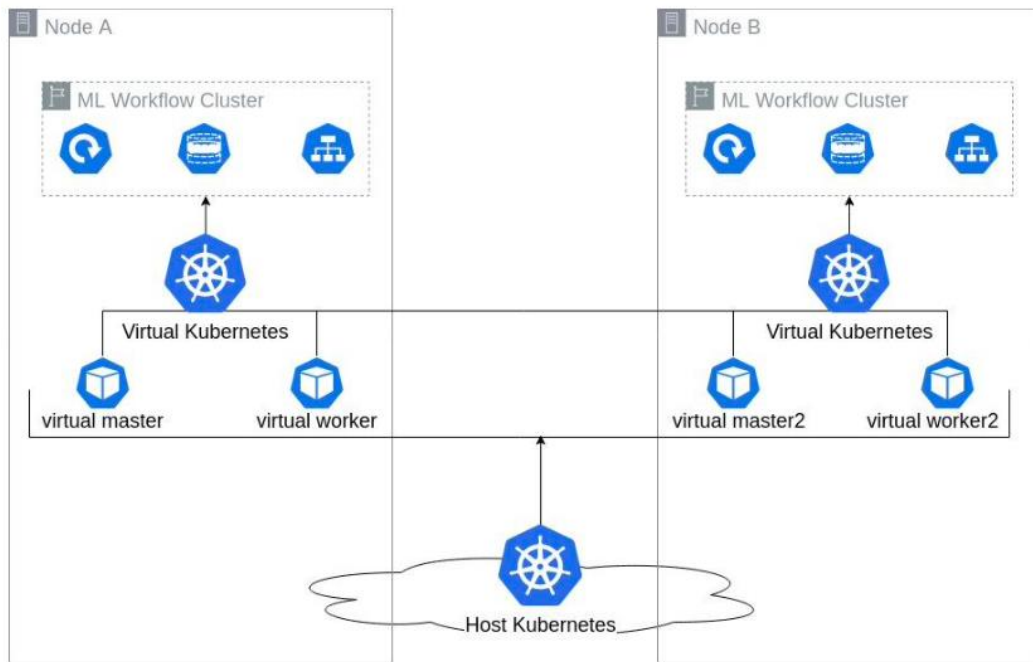 Node A
Node B
ML Workflow Cluster
ML Workflow Cluster
Virtual Kubernetes
Virtual Kubernetes
virtual master
virtual worker
virtual master2
virtual worker2
Host Kubernetes